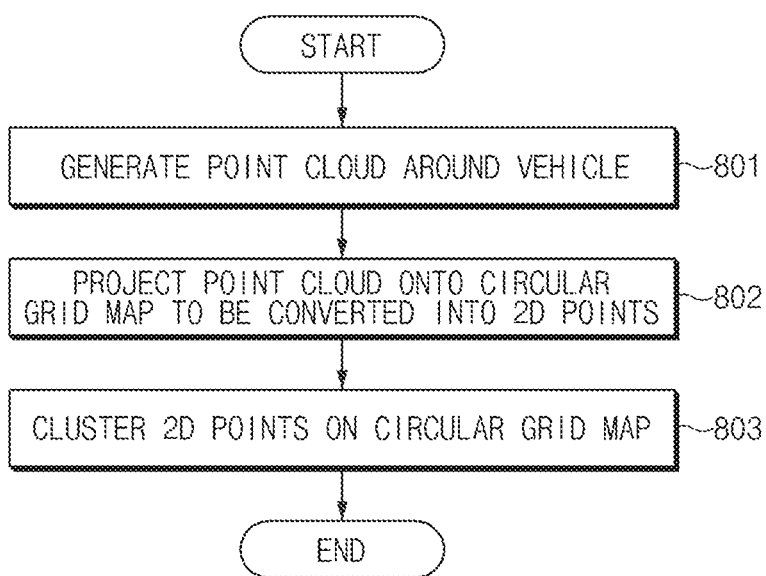 START
GENERATE POINT CLOUD AROUND VEHICLE
801
PROJECT POINT CLOUD ONTO CIRCULAR
GRID MAP TO BE CONVERTED INTO 2D POINTS
802
CLUSTER 2D POINTS ON CIRCULAR GRID MAP
803
END